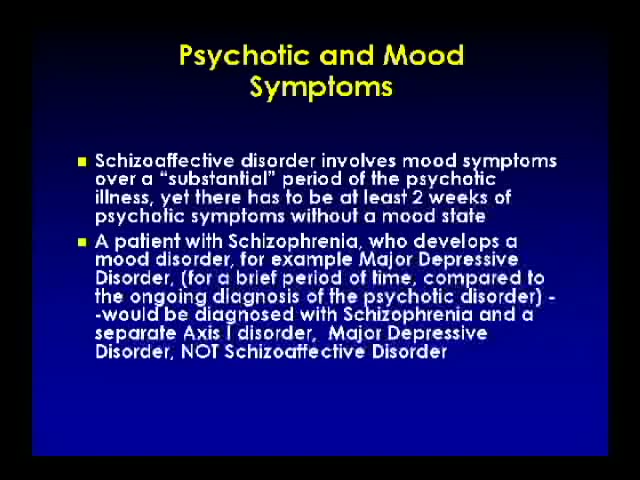 Psychotic and Mood
Symptoms
Schizoaffective disorder involves mood symptoms
over a “substantial” period of the psychotic
illness, yet there has to be at least 2 weeks of
psychotic symptoms without a mood state
A patient with Schizophrenia, who develops a
mood disorder, for example Major Depressive
Disorder, (for a brief period of time, compared to
the ongoing diagnosis of the psychotic disorder) -
-would be diagnosed with Schizophrenia and a
separate Axis I disorder, Major Depressive
Disorder, NOT Schizoaffective Disorder